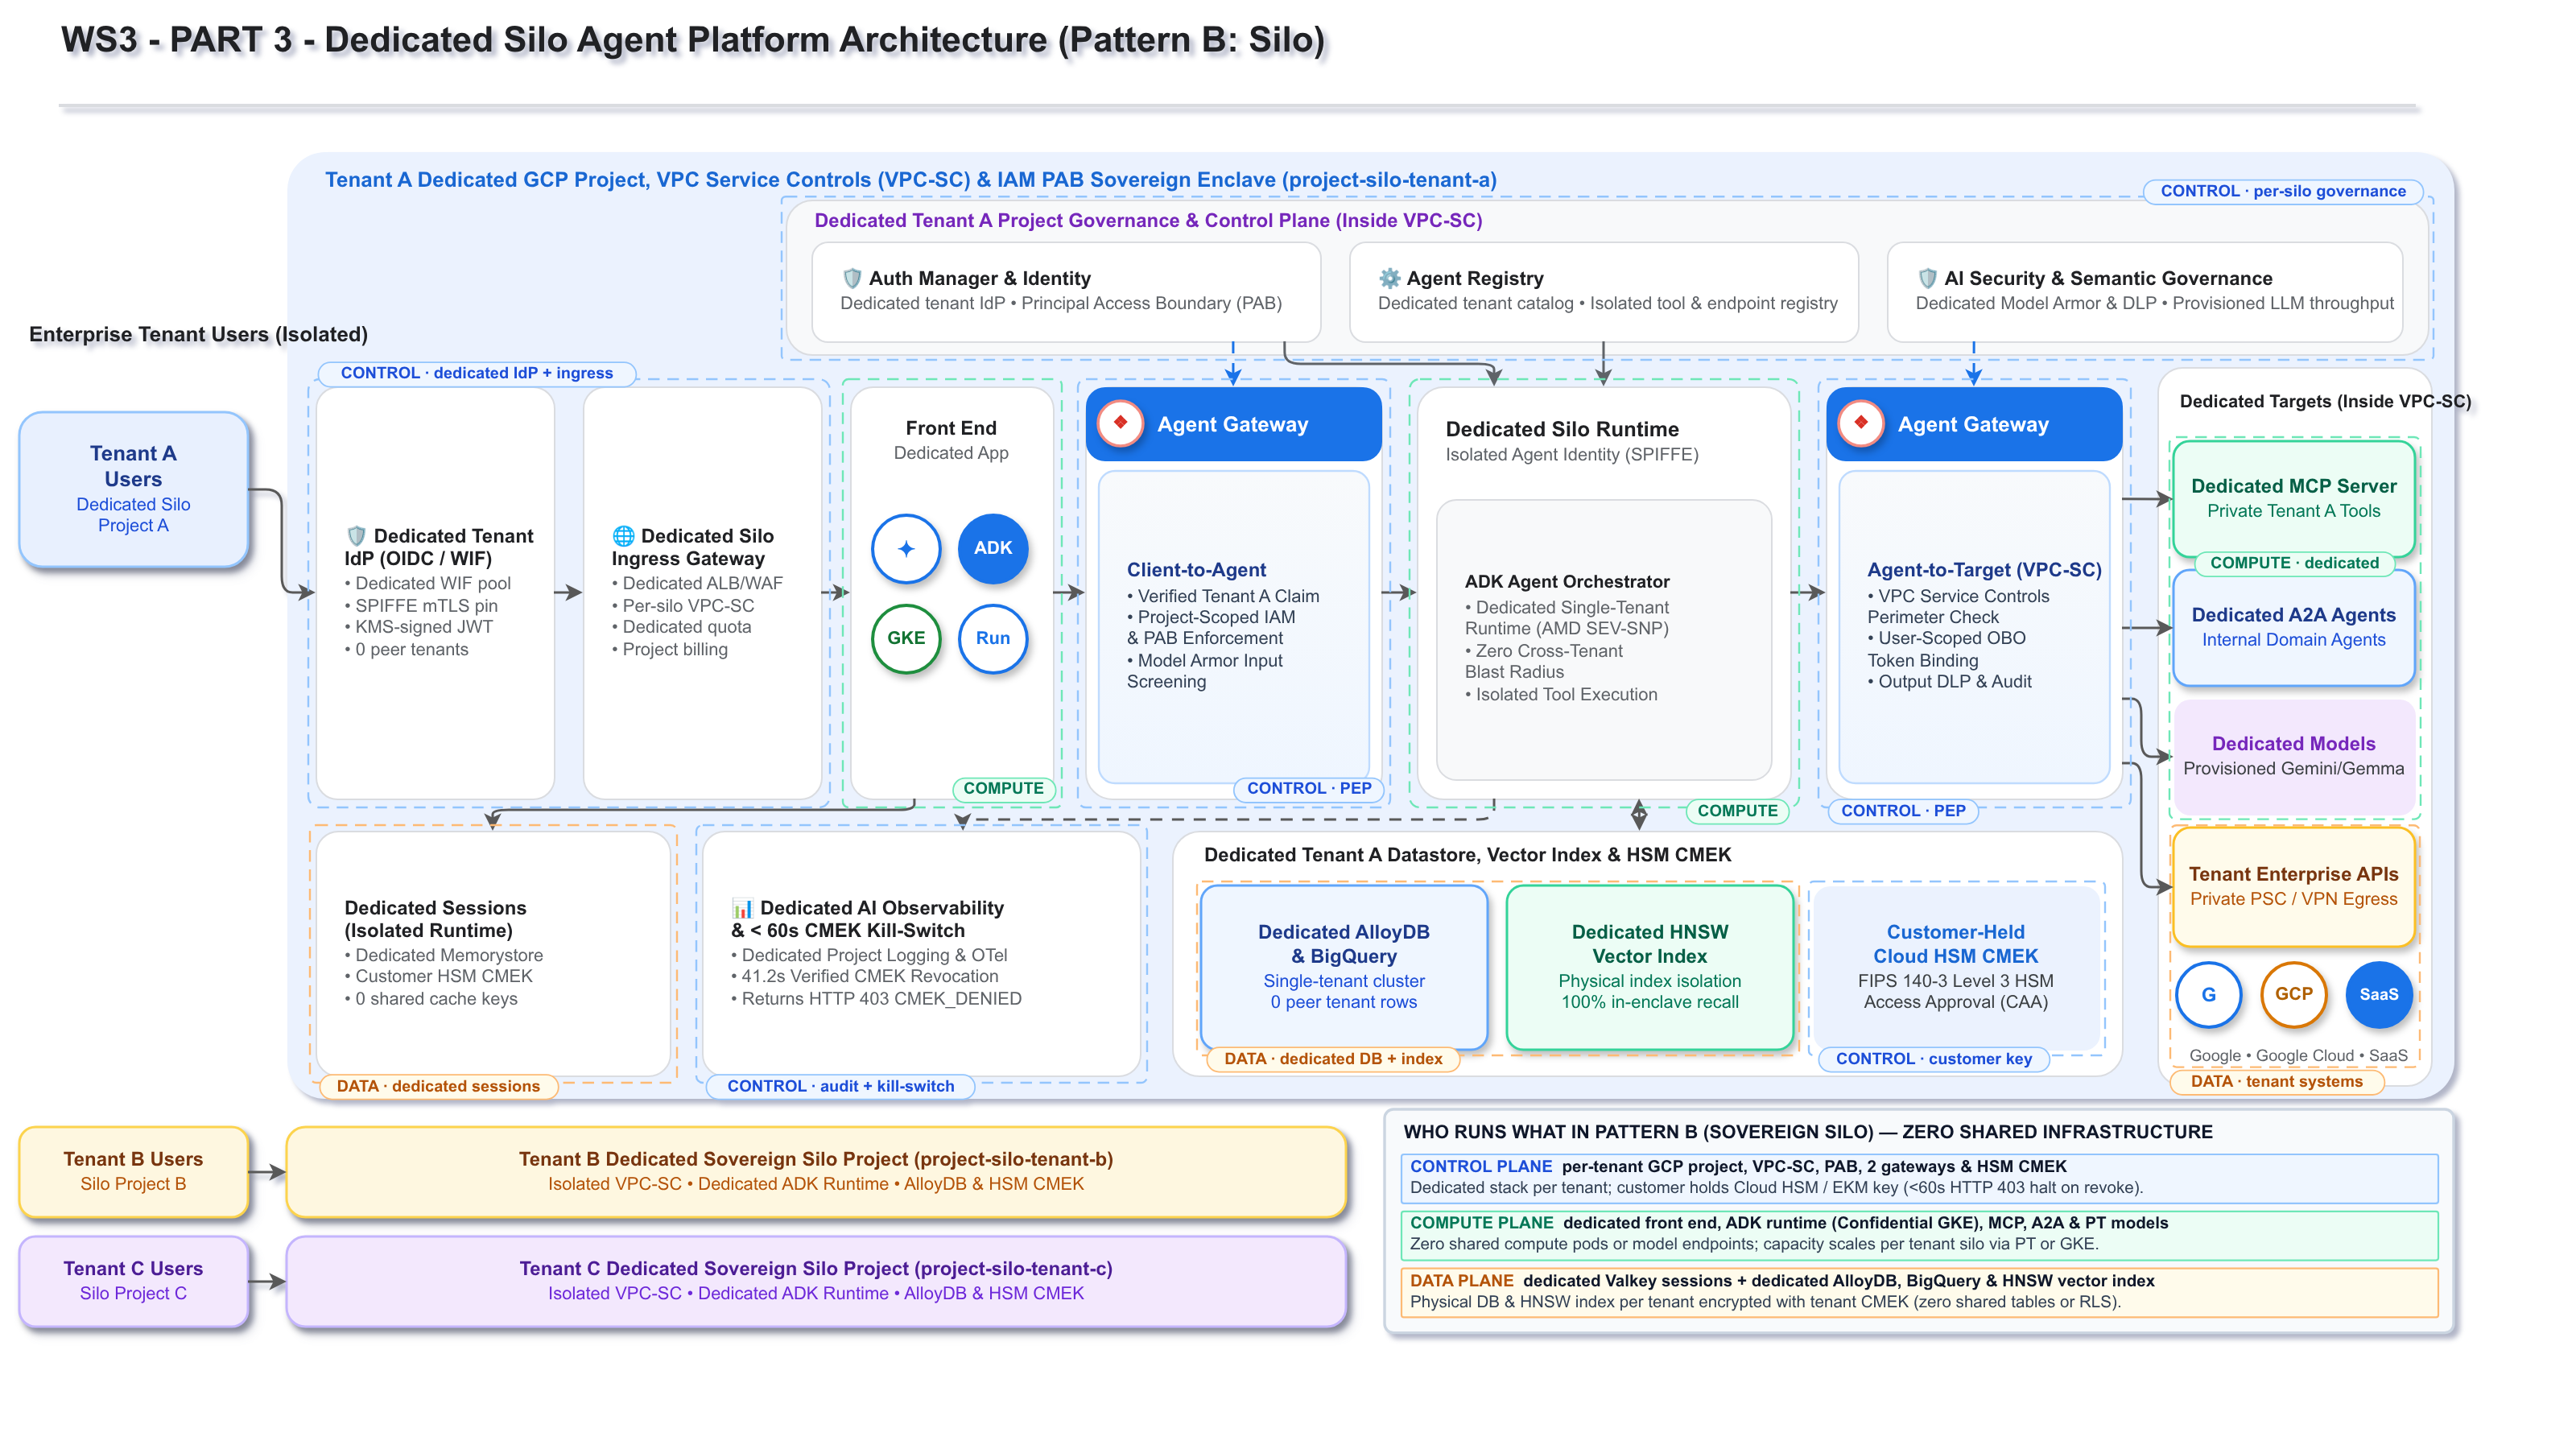 WS3 - PART 3 - Dedicated Silo Agent Platform Architecture (Pattern B: Silo)
Tenant A Dedicated GCP Project, VPC Service Controls (VPC-SC) & IAM PAB Sovereign Enclave (project-silo-tenant-a)
CONTROL · per-silo governance
Dedicated Tenant A Project Governance & Control Plane (Inside VPC-SC)
Auth Manager & Identity
Dedicated tenant IdP • Principal Access Boundary (PAB)
Agent Registry
Dedicated tenant catalog • Isolated tool & endpoint registry
AI Security & Semantic Governance
Dedicated Model Armor & DLP • Provisioned LLM throughput
Enterprise Tenant Users (Isolated)
CONTROL · dedicated IdP + ingress
Tenant A
Users
Dedicated Silo
Project A
Dedicated Tenant
IdP (OIDC / WIF)
• Dedicated WIF pool
• SPIFFE mTLS pin
• KMS-signed JWT
• 0 peer tenants
Dedicated Silo
Ingress Gateway
• Dedicated ALB/WAF
• Per-silo VPC-SC
• Dedicated quota
• Project billing
Front End
Dedicated App
ADK
GKE
Run
COMPUTE
Agent Gateway
Client-to-Agent
• Verified Tenant A Claim
• Project-Scoped IAM
& PAB Enforcement
• Model Armor Input
Screening
CONTROL · PEP
Dedicated Silo Runtime
Isolated Agent Identity (SPIFFE)
ADK Agent Orchestrator
• Dedicated Single-Tenant
Runtime (AMD SEV-SNP)
• Zero Cross-Tenant
Blast Radius
• Isolated Tool Execution
COMPUTE
Agent Gateway
Agent-to-Target (VPC-SC)
• VPC Service Controls
Perimeter Check
• User-Scoped OBO
Token Binding
• Output DLP & Audit
CONTROL · PEP
Dedicated Targets (Inside VPC-SC)
Dedicated MCP Server
Private Tenant A Tools
COMPUTE · dedicated
Dedicated A2A Agents
Internal Domain Agents
Dedicated Models
Provisioned Gemini/Gemma
Tenant Enterprise APIs
Private PSC / VPN Egress
G
GCP
SaaS
Google • Google Cloud • SaaS
DATA · tenant systems
Dedicated Sessions
(Isolated Runtime)
• Dedicated Memorystore
• Customer HSM CMEK
• 0 shared cache keys
DATA · dedicated sessions
Dedicated AI Observability
& < 60s CMEK Kill-Switch
• Dedicated Project Logging & OTel
• 41.2s Verified CMEK Revocation
• Returns HTTP 403 CMEK_DENIED
CONTROL · audit + kill-switch
Dedicated Tenant A Datastore, Vector Index & HSM CMEK
Dedicated AlloyDB
& BigQuery
Single-tenant cluster
0 peer tenant rows
Dedicated HNSW
Vector Index
Physical index isolation
100% in-enclave recall
DATA · dedicated DB + index
Customer-Held
Cloud HSM CMEK
FIPS 140-3 Level 3 HSM
Access Approval (CAA)
CONTROL · customer key
Tenant B Users
Silo Project B
Tenant B Dedicated Sovereign Silo Project (project-silo-tenant-b)
Isolated VPC-SC • Dedicated ADK Runtime • AlloyDB & HSM CMEK
Tenant C Users
Silo Project C
Tenant C Dedicated Sovereign Silo Project (project-silo-tenant-c)
Isolated VPC-SC • Dedicated ADK Runtime • AlloyDB & HSM CMEK
WHO RUNS WHAT IN PATTERN B (SOVEREIGN SILO) — ZERO SHARED INFRASTRUCTURE
CONTROL PLANE per-tenant GCP project, VPC-SC, PAB, 2 gateways & HSM CMEK
Dedicated stack per tenant; customer holds Cloud HSM / EKM key (<60s HTTP 403 halt on revoke).
COMPUTE PLANE dedicated front end, ADK runtime (Confidential GKE), MCP, A2A & PT models
Zero shared compute pods or model endpoints; capacity scales per tenant silo via PT or GKE.
DATA PLANE dedicated Valkey sessions + dedicated AlloyDB, BigQuery & HNSW vector index
Physical DB & HNSW index per tenant encrypted with tenant CMEK (zero shared tables or RLS).